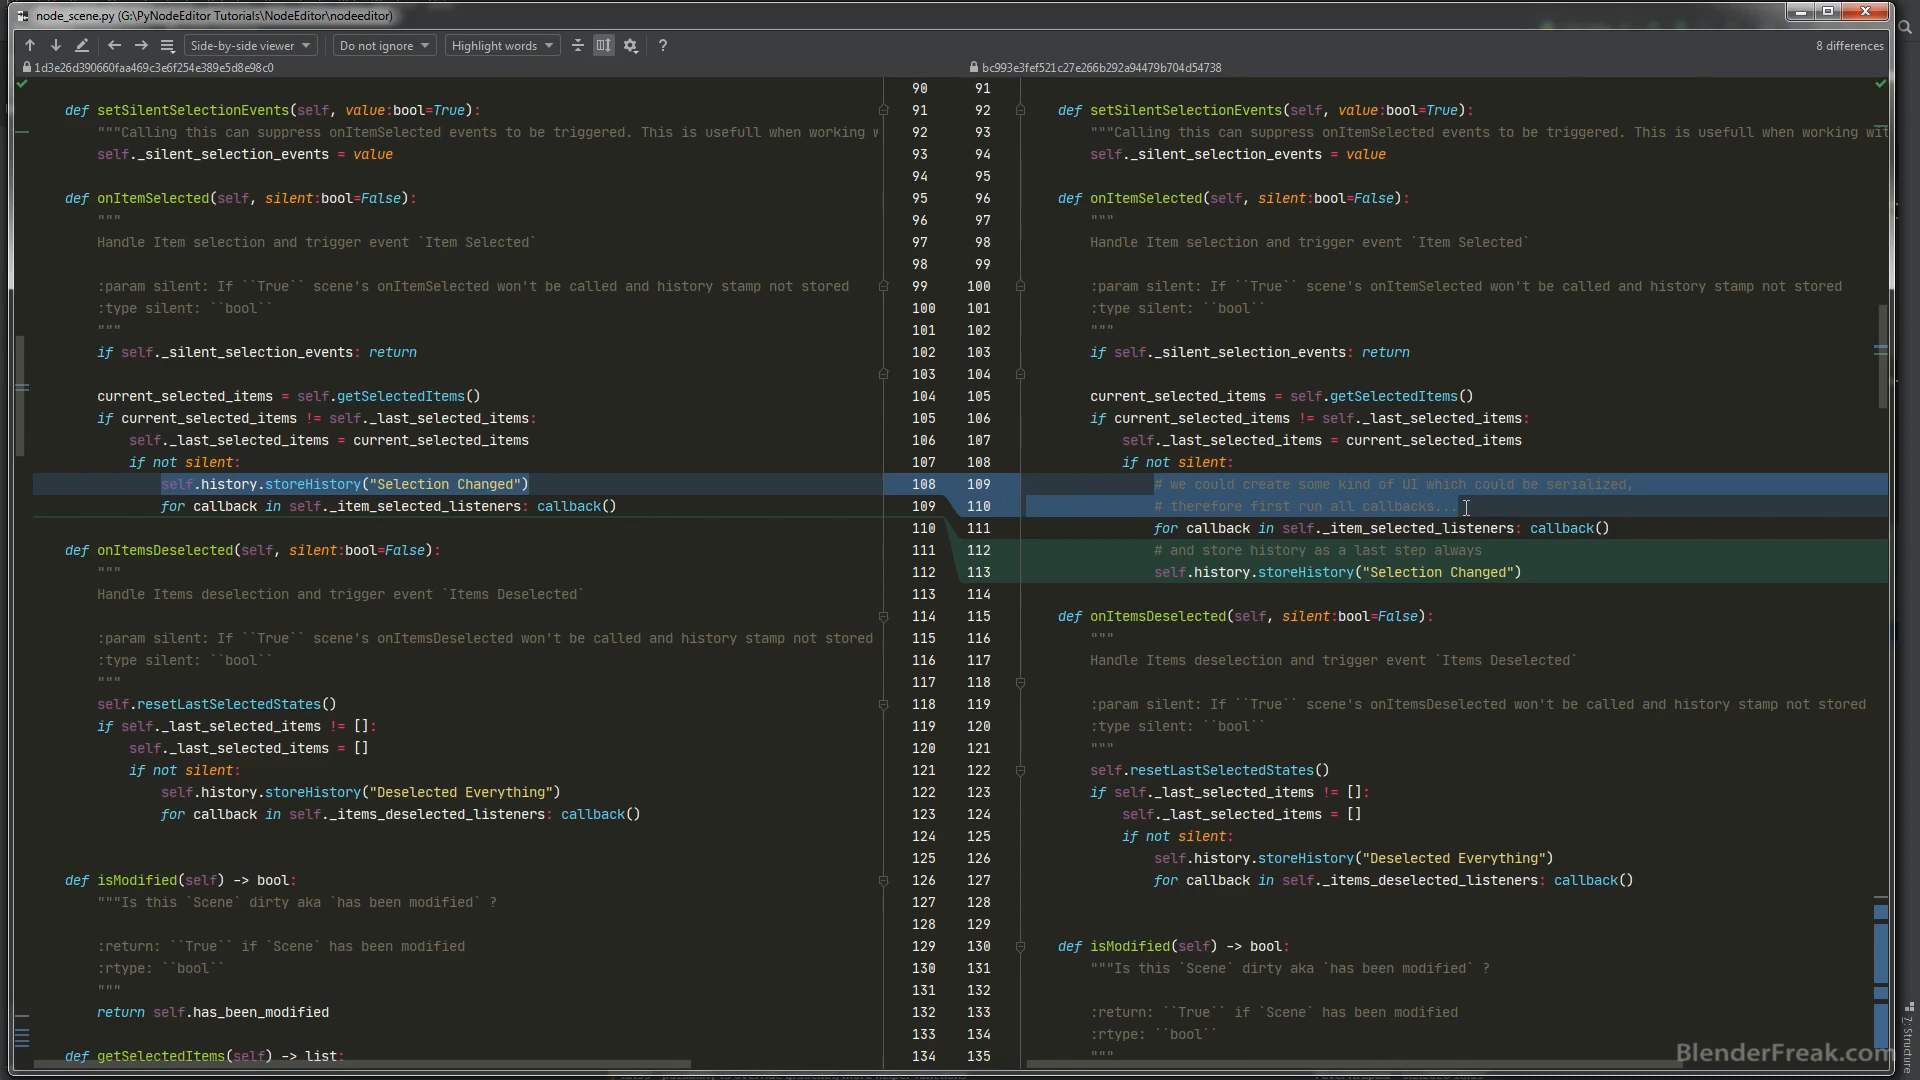 node_scene.py (G:\PyNodeEditor Tutorials\NodeEditor\nodeeditor)
Side-by-side viewer Do not ignore Highlight words ? 8 differences
1d3e26d390660faa469c3e6f254e389e5d8e98c0
bc993e3fef521c27e266b292a94479b704d54738
90 91
def setSilentSelectionEvents(self, value:bool=True): 91 92 def setSilentSelectionEvents(self, value:bool=True):
"""Calling this can suppress onItemSelected events to be triggered. This is usefull when working w 92 93 """Calling this can suppress onItemSelected events to be triggered. This is usefull when working wit
self._silent_selection_events = value 93 94 self._silent_selection_events = value
94 95
def onItemSelected(self, silent:bool=False): 95 96 def onItemSelected(self, silent:bool=False):
""" 96 97 """
Handle Item selection and trigger event `Item Selected` 97 98 Handle Item selection and trigger event `Item Selected`
98 99
:param silent: If ``True`` scene's onItemSelected won't be called and history stamp not stored 99 100 :param silent: If ``True`` scene's onItemSelected won't be called and history stamp not stored
:type silent: ``bool`` 100 101 :type silent: ``bool``
""" 101 102 """
if self._silent_selection_events: return 102 103 if self._silent_selection_events: return
103 104
current_selected_items = self.getSelectedItems() 104 105 current_selected_items = self.getSelectedItems()
if current_selected_items != self._last_selected_items: 105 106 if current_selected_items != self._last_selected_items:
self._last_selected_items = current_selected_items 106 107 self._last_selected_items = current_selected_items
if not silent: 107 108 if not silent:
self.history.storeHistory("Selection Changed") 108 109 # we could create some kind of UI which could be serialized,
for callback in self._item_selected_listeners: callback() 109 110 # therefore first run all callbacks...
110 111 for callback in self._item_selected_listeners: callback()
def onItemsDeselected(self, silent:bool=False): 111 112 # and store history as a last step always
""" 112 113 self.history.storeHistory("Selection Changed")
Handle Items deselection and trigger event `Items Deselected` 113 114
114 115 def onItemsDeselected(self, silent:bool=False):
:param silent: If ``True`` scene's onItemsDeselected won't be called and history stamp not stored 115 116 """
:type silent: ``bool`` 116 117 Handle Items deselection and trigger event `Items Deselected`
""" 117 118
self.resetLastSelectedStates() 118 119 :param silent: If ``True`` scene's onItemsDeselected won't be called and history stamp not stored
if self._last_selected_items != []: 119 120 :type silent: ``bool``
self._last_selected_items = [] 120 121 """
if not silent: 121 122 self.resetLastSelectedStates()
self.history.storeHistory("Deselected Everything") 122 123 if self._last_selected_items != []:
for callback in self._items_deselected_listeners: callback() 123 124 self._last_selected_items = []
124 125 if not silent:
125 126 self.history.storeHistory("Deselected Everything")
def isModified(self) -> bool: 126 127 for callback in self._items_deselected_listeners: callback()
"""Is this `Scene` dirty aka `has been modified` ? 127 128
128 129
:return: ``True`` if `Scene` has been modified 129 130 def isModified(self) -> bool:
:rtype: ``bool`` 130 131 """Is this `Scene` dirty aka `has been modified` ?
""" 131 132
return self.has_been_modified 132 133 :return: ``True`` if `Scene` has been modified
133 134 :rtype: ``bool``
def getSelectedItems(self) -> list: 134 135 """
7: Structure
BlenderFreak.com